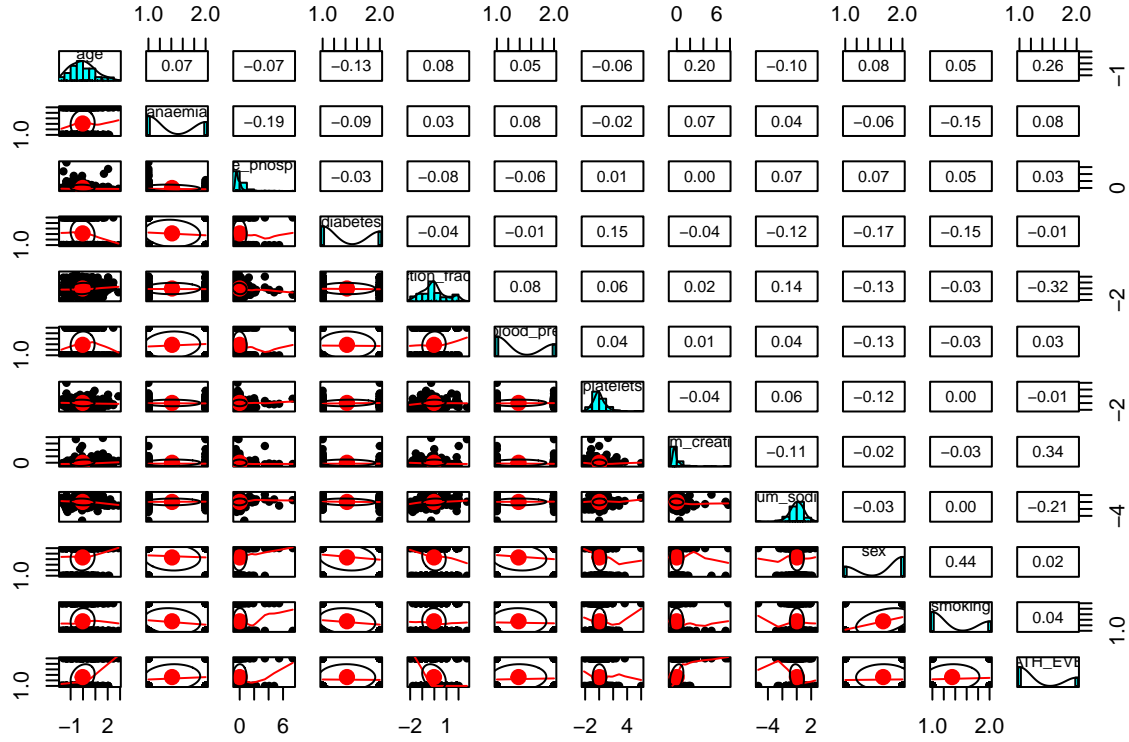 1.0 2.0 1.0 2.0 1.0 2.0 0 6 1.0 2.0
age 0.07 −0.07 −0.13 0.08 0.05 −0.06 0.20 −0.10 0.08 0.05 0.26 −1
1.0 anaemia −0.19 −0.09 0.03 0.08 −0.02 0.07 0.04 −0.06 −0.15 0.08
e_phosp −0.03 −0.08 −0.06 0.01 0.00 0.07 0.07 0.05 0.03 0
1.0 diabetes −0.04 −0.01 0.15 −0.04 −0.12 −0.17 −0.15 −0.01
ction_frac 0.08 0.06 0.02 0.14 −0.13 −0.03 −0.32 −2
1.0 blood_pre 0.04 0.01 0.04 −0.13 −0.03 0.03
platelets −0.04 0.06 −0.12 0.00 −0.01 −2
0 m_creati −0.11 −0.02 −0.03 0.34
um_sodi −0.03 0.00 −0.21 −4
1.0 sex 0.44 0.02
smoking 0.04 1.0
1.0 ATH_EVE
−1 2 0 6 −2 1 −2 4 −4 2 1.0 2.0